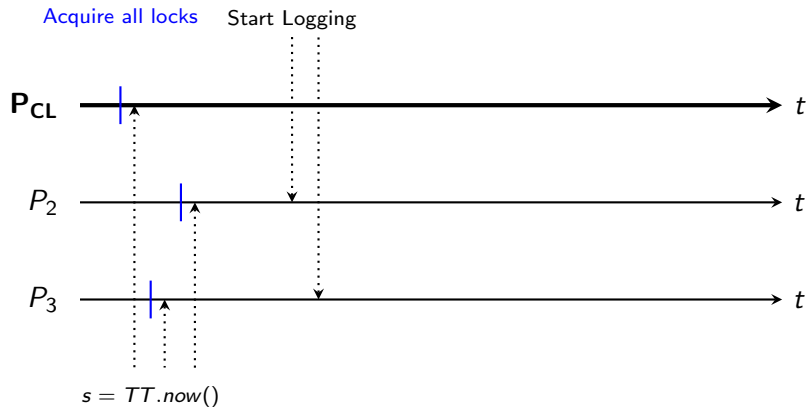 Acquire all locks Start Logging
P_CL t
P_2 t
P_3 t
s = TT.now()